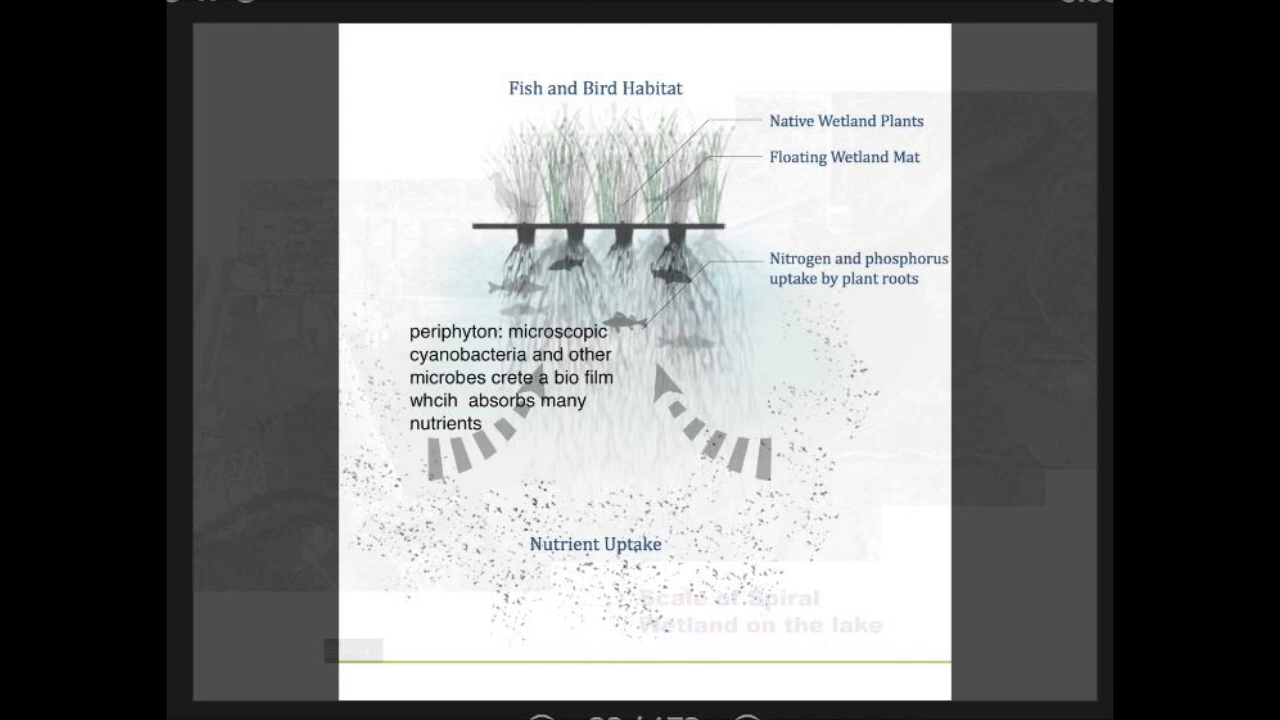 Fish and Bird Habitat
Native Wetland Plants
Floating Wetland Mat
Nitrogen and phosphorus
uptake by plant roots
periphyton: microscopic
cyanobacteria and other
microbes crete a bio film
whcih absorbs many
nutrients
Nutrient Uptake
Scale of Spiral
Wetland on the lake